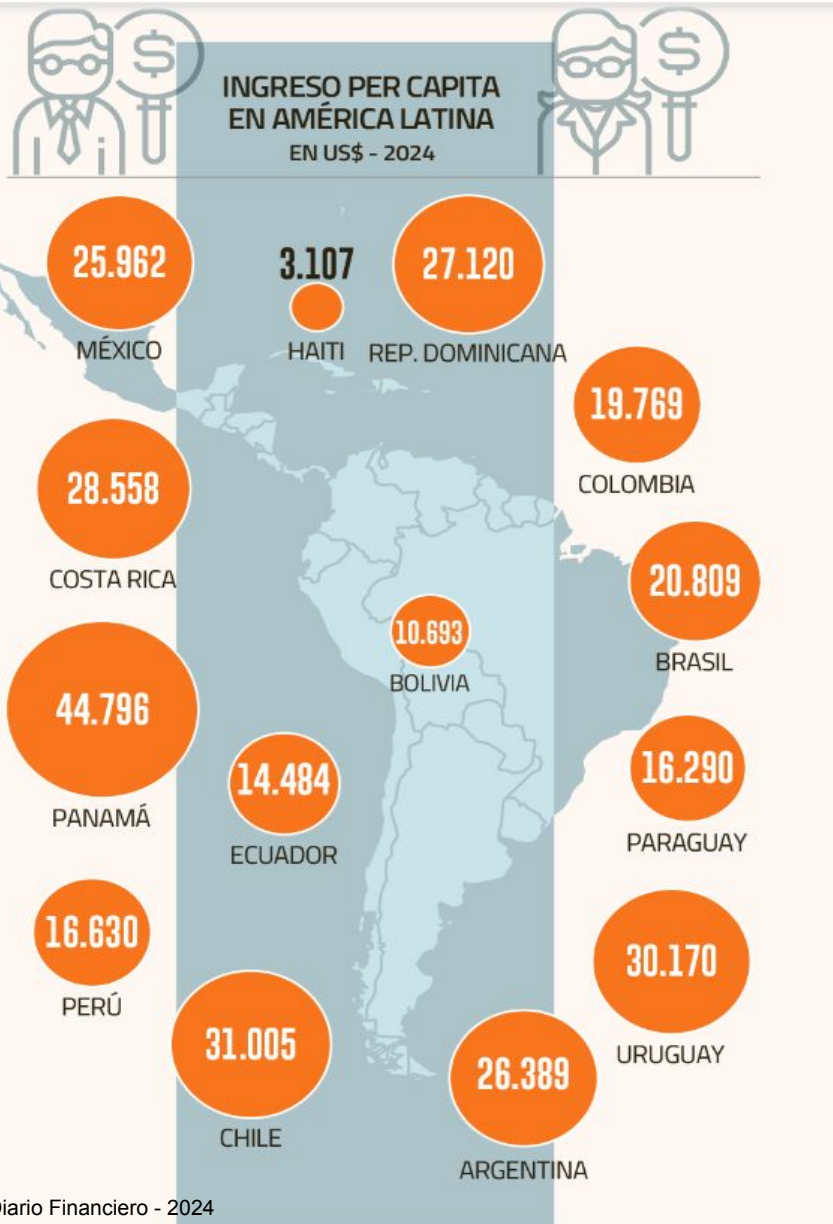 $
$
INGRESO PER CAPITA
EN AMÉRICA LATINA
EN US$ - 2024
25.962
MÉXICO
3.107
HAITI
27.120
REP. DOMINICANA
19.769
COLOMBIA
28.558
COSTA RICA
20.809
BRASIL
10.693
BOLIVIA
44.796
PANAMÁ
14.484
ECUADOR
16.290
PARAGUAY
16.630
PERÚ
30.170
URUGUAY
31.005
CHILE
26.389
ARGENTINA
iario Financiero - 2024